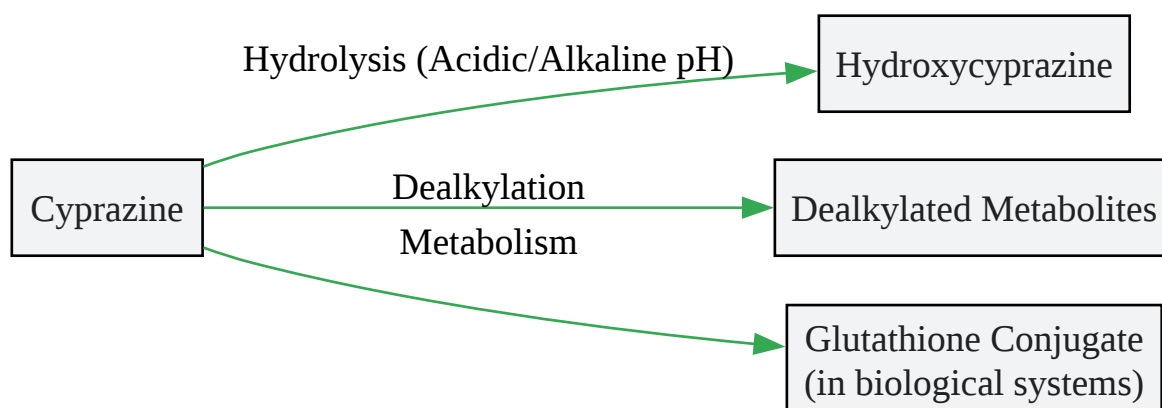 Hydrolysis (Acidic/Alkaline pH)
Hydroxycyprazine
Cyprazine
Dealkylation
Dealkylated Metabolites
Metabolism
Glutathione Conjugate
(in biological systems)